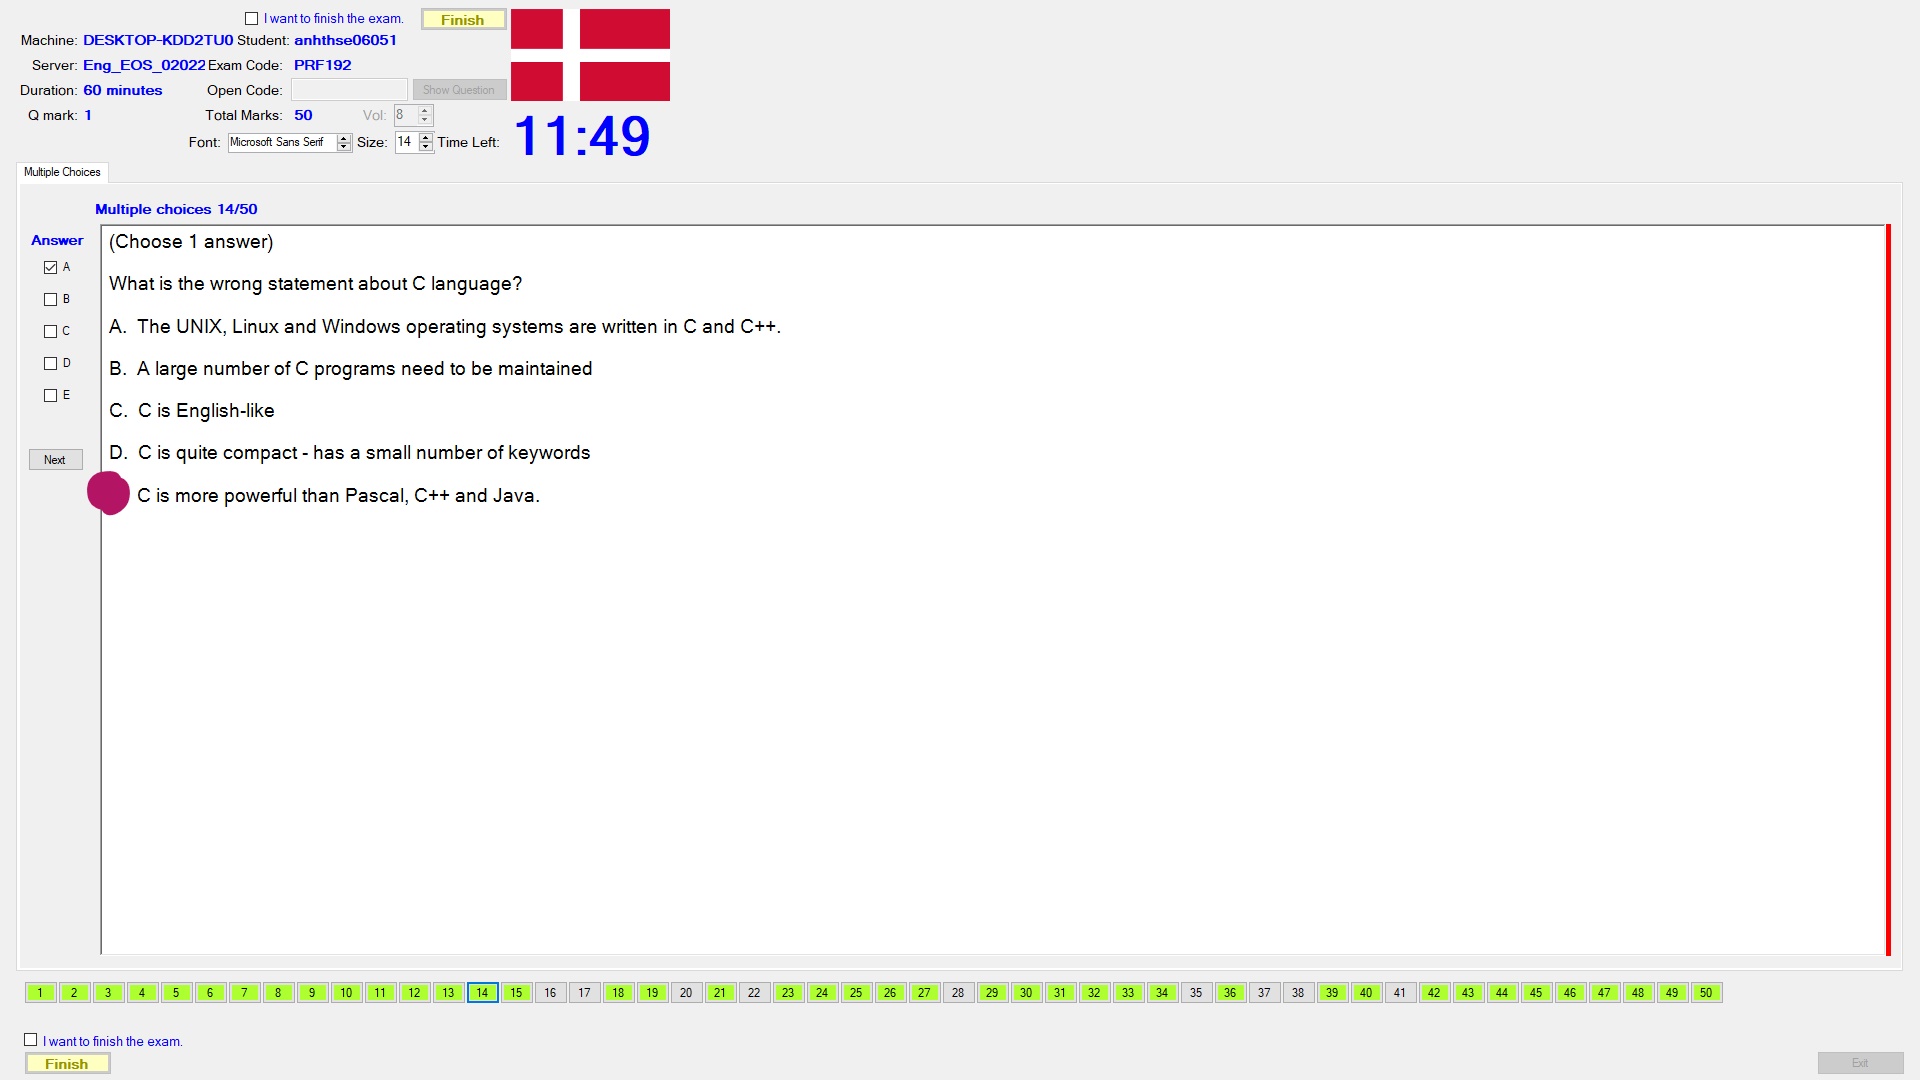 I want to finish the exam. Finish
Machine: DESKTOP-KDD2TU0 Student: anhthse06051
Server: Eng_EOS_02022 Exam Code: PRF192
Duration: 60 minutes Open Code: Show Question
Q mark: 1 Total Marks: 50 Vol: 8
Font: Microsoft Sans Serif Size: 14 Time Left: 11:49
Multiple Choices
Multiple choices 14/50
Answer
A
B
C
D
E
Next
(Choose 1 answer)
What is the wrong statement about C language?
A. The UNIX, Linux and Windows operating systems are written in C and C++.
B. A large number of C programs need to be maintained
C. C is English-like
D. C is quite compact - has a small number of keywords
C is more powerful than Pascal, C++ and Java.
1 2 3 4 5 6 7 8 9 10 11 12 13 14 15 16 17 18 19 20 21 22 23 24 25 26 27 28 29 30 31 32 33 34 35 36 37 38 39 40 41 42 43 44 45 46 47 48 49 50
I want to finish the exam.
Finish
Exit